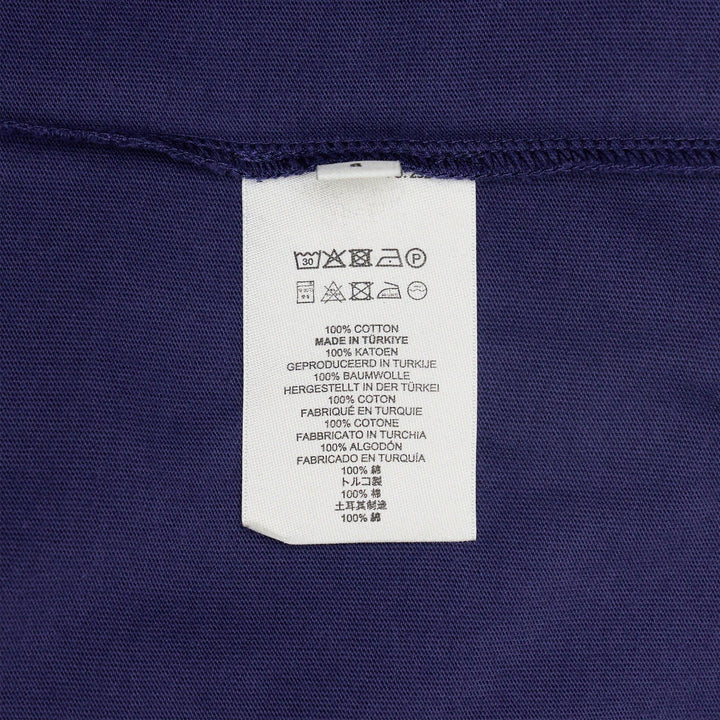 30 P
100% COTTON
MADE IN TÜRKIYE
100% KATOEN
GEPRODUCEERD IN TURKIJE
100% BAUMWOLLE
HERGESTELLT IN DER TÜRKEI
100% COTON
FABRIQUÉ EN TURQUIE
100% COTONE
FABBRICATO IN TURCHIA
100% ALGODÓN
FABRICADO EN TURQUÍA
100% 綿
トルコ製
100% 棉
土耳其制造
100% 綿